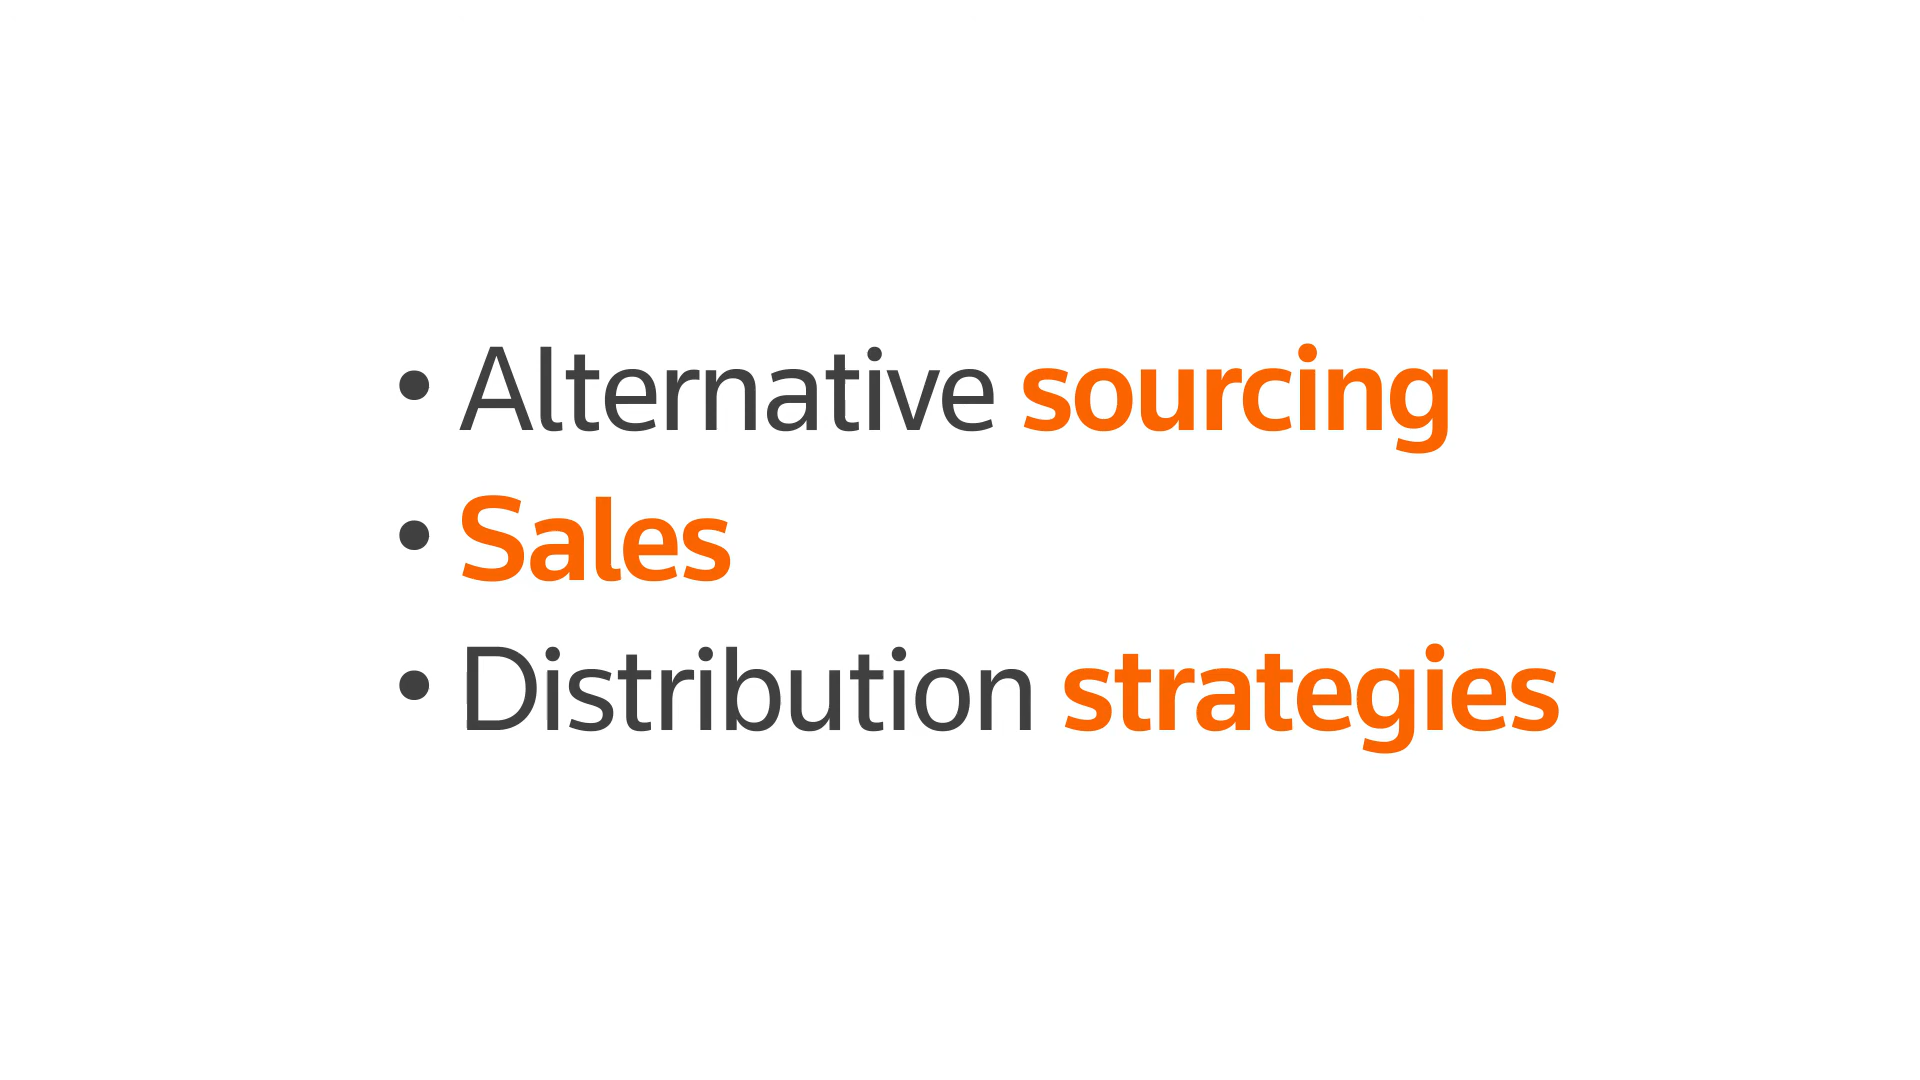 • Alternative sourcing
• Sales
• Distribution strategies